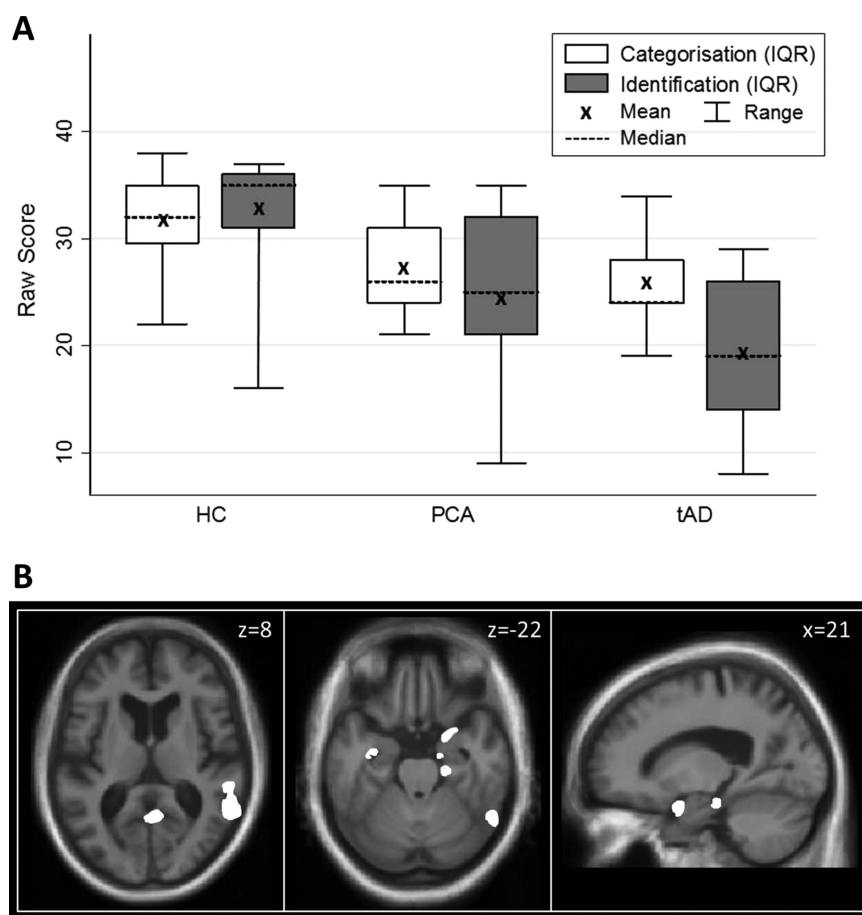 A
Categorisation (IQR)
Identification (IQR)
x Mean Range
Median
Raw Score
40
30
20
10
x x x x x x
HC PCA tAD
B
z=8 z=-22 x=21